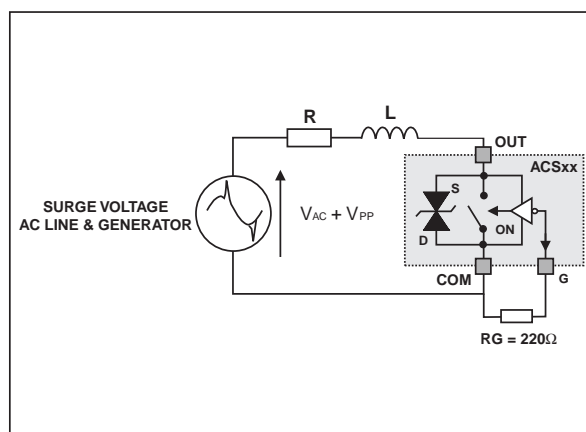 R
L
OUT
ACSxx
S
SURGE VOLTAGE
AC LINE & GENERATOR
VAC + VPP
ON
D
COM
G
RG = 220Ω